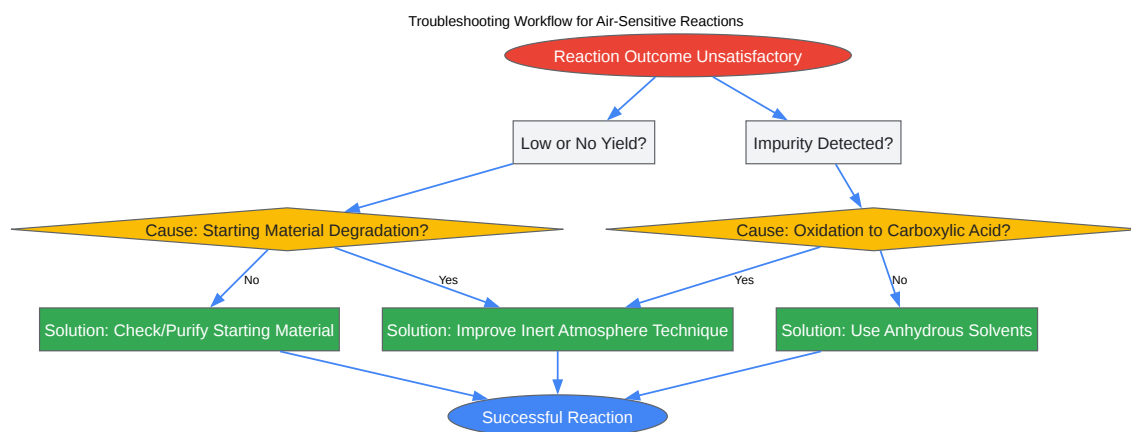 Troubleshooting Workflow for Air-Sensitive Reactions
Reaction Outcome Unsatisfactory
Low or No Yield?
Impurity Detected?
Cause: Starting Material Degradation?
Cause: Oxidation to Carboxylic Acid?
No
Yes
Yes
No
Solution: Check/Purify Starting Material
Solution: Improve Inert Atmosphere Technique
Solution: Use Anhydrous Solvents
Successful Reaction